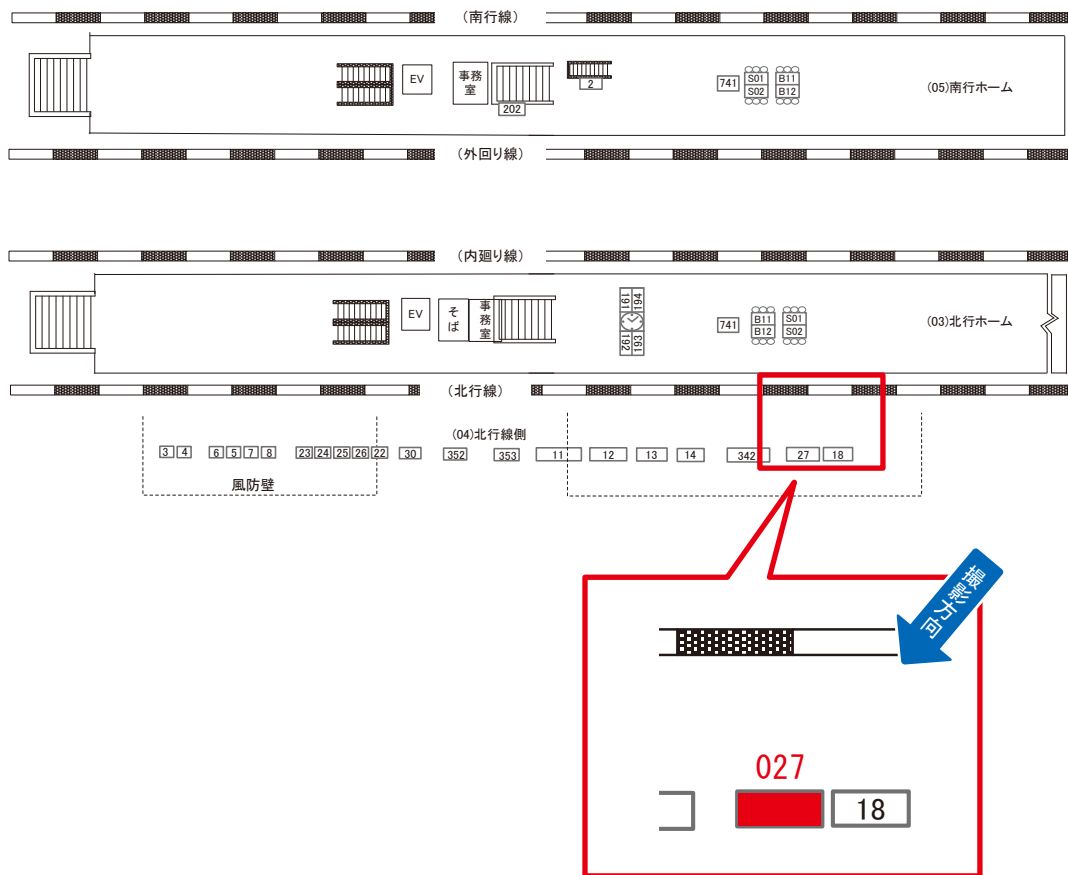 (南行線)
EV
事務室
202
2
741
S01
S02
B11
B12
(05)南行ホーム
(外回り線)
(内廻り線)
EV
そば
事務室
191
194
192
193
741
B11
B12
S01
S02
(03)北行ホーム
(北行線)
(04)北行線側
3
4
6
5
7
8
23
24
25
26
22
30
352
353
11
12
13
14
342
27
18
風防壁
撮影方向
027
18